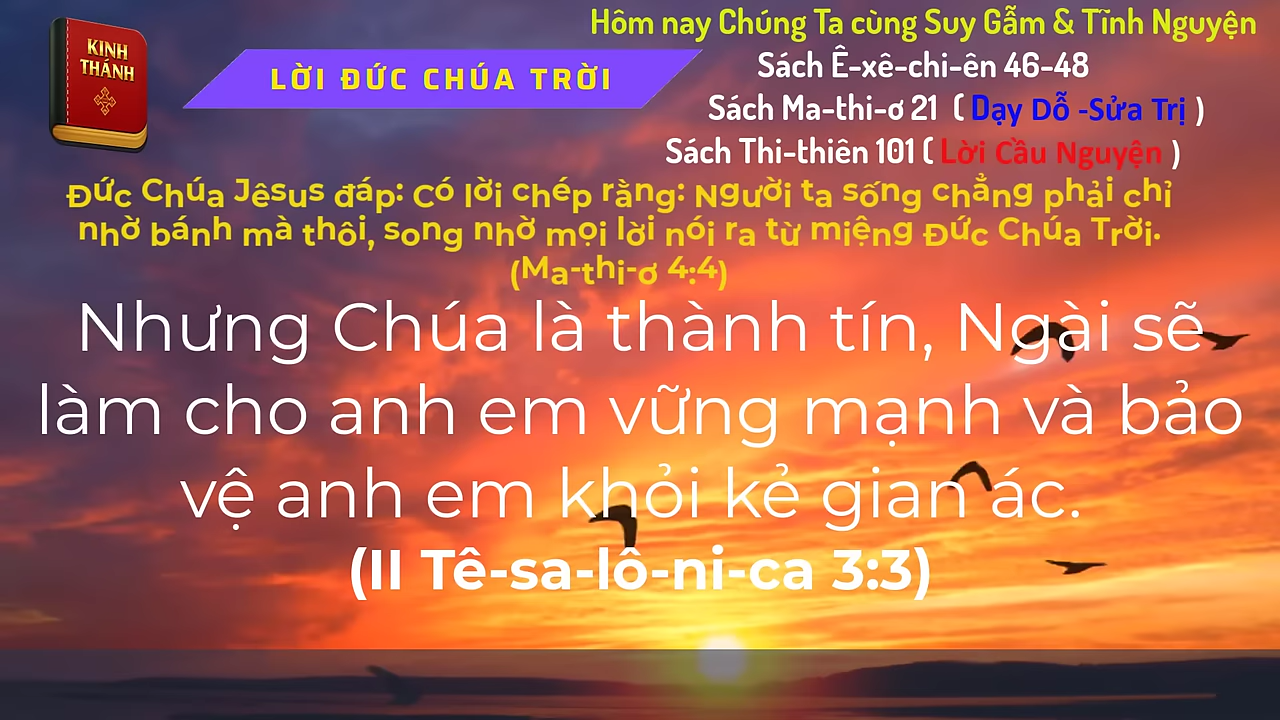 KINH
THÁNH
LỜI ĐỨC CHÚA TRỜI
Hôm nay Chúng Ta cùng Suy Gẫm & Tĩnh Nguyện
Sách Ê-xê-chi-ên 46-48
Sách Ma-thi-ơ 21 ( Dạy Dỗ -Sửa Trị )
Sách Thi-thiên 101 ( Lời Cầu Nguyện )
Đức Chúa Jêsus đáp: Có lời chép rằng: Người ta sống chẳng phải chỉ
nhờ bánh mà thôi, song nhờ mọi lời nói ra từ miệng Đức Chúa Trời.
(Ma-thi-ơ 4:4)
Nhưng Chúa là thành tín, Ngài sẽ
làm cho anh em vững mạnh và bảo
vệ anh em khỏi kẻ gian ác.
(II Tê-sa-lô-ni-ca 3:3)